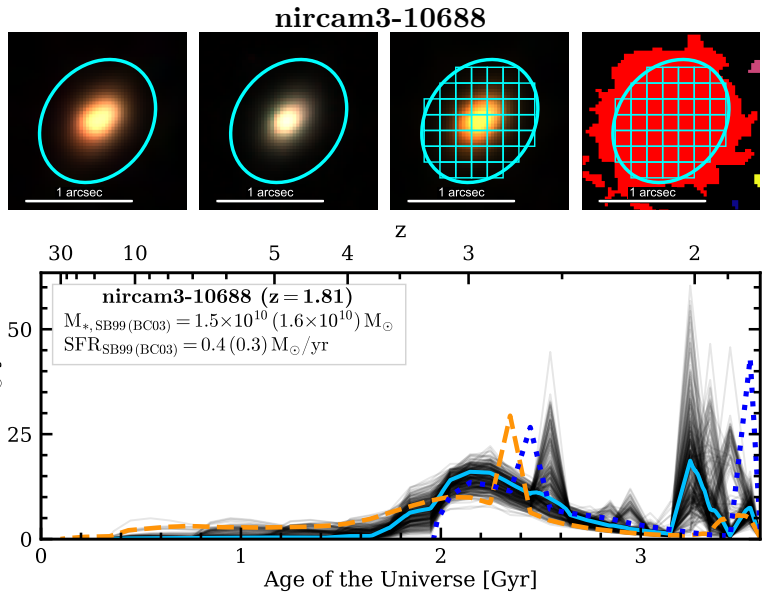 nircam3-10688
1 arcsec 1 arcsec 1 arcsec 1 arcsec
z
30 10 5 4 3 2
nircam3-10688 (z = 1.81)
M*, SB99 (BC03) = 1.5×10¹⁰ (1.6×10¹⁰) M⊙
SFR SB99 (BC03) = 0.4 (0.3) M⊙/yr
50
25
0
0 1 2 3
Age of the Universe [Gyr]